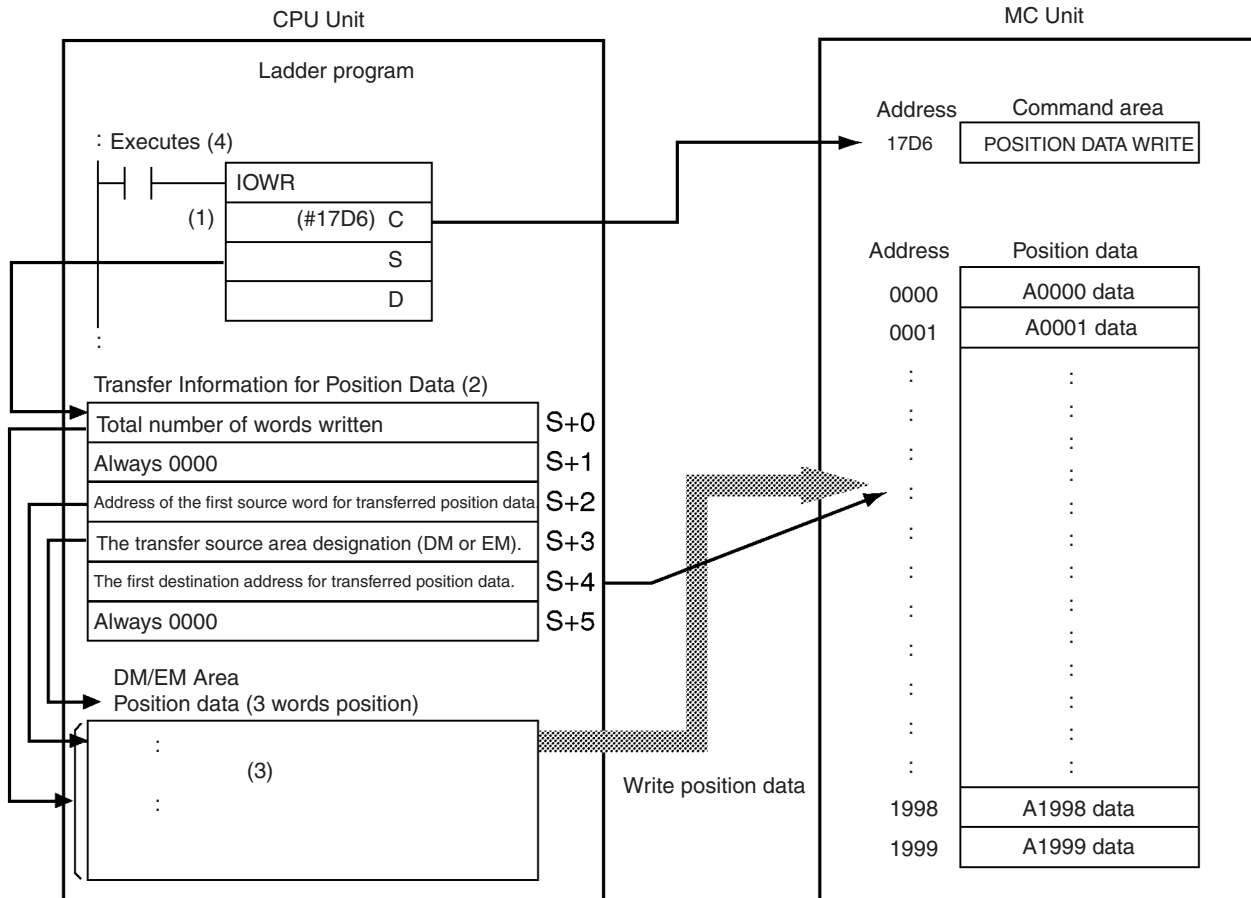 CPU Unit
MC Unit
Ladder program
: Executes (4)
IOWR
(1)
(#17D6) C
S
D
:
Address
Command area
17D6
POSITION DATA WRITE
Transfer Information for Position Data (2)
Total number of words written
S+0
Always 0000
S+1
Address of the first source word for transferred position data.
S+2
The transfer source area designation (DM or EM).
S+3
The first destination address for transferred position data.
S+4
Always 0000
S+5
DM/EM Area
Position data (3 words position)
:
(3)
:
Write position data
Address
Position data
0000
A0000 data
0001
A0001 data
: :
: :
: :
: :
: :
: :
: :
: :
: :
: :
: :
1998
A1998 data
1999
A1999 data